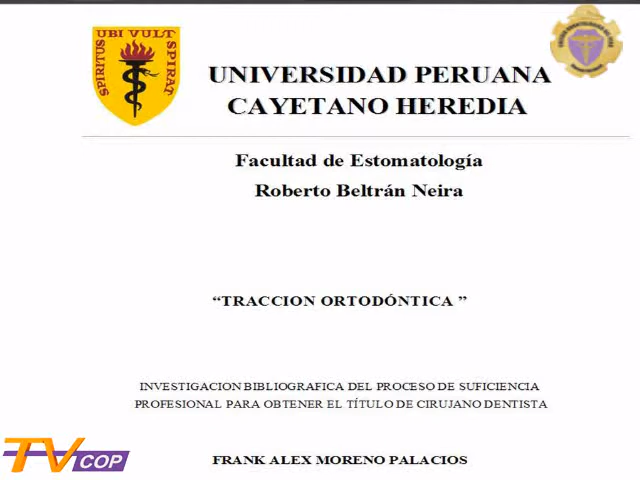 SPIRITUS UBI VULT SPIRAT
UNIVERSIDAD PERUANA
CAYETANO HEREDIA
Facultad de Estomatología
Roberto Beltrán Neira
“TRACCION ORTODÓNTICA ”
INVESTIGACION BIBLIOGRAFICA DEL PROCESO DE SUFICIENCIA
PROFESIONAL PARA OBTENER EL TÍTULO DE CIRUJANO DENTISTA
TV COP
FRANK ALEX MORENO PALACIOS